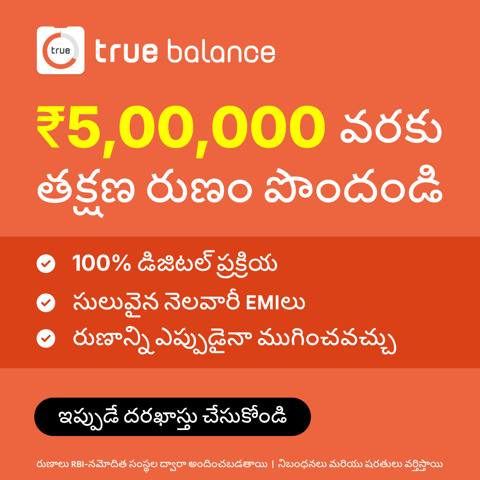 true
true balance
₹5,00,000 వరకు
తక్షణ రుణం పొందండి
100% డిజిటల్ ప్రక్రియ
సులువైన నెలవారీ EMIలు
రుణాన్ని ఎప్పుడైనా ముగించవచ్చు
ఇప్పుడే దరఖాస్తు చేసుకోండి
రుణాలు RBI-నమోదిత సంస్థల ద్వారా అందించబడతాయి | నిబంధనలు మరియు షరతులు వర్తిస్తాయి